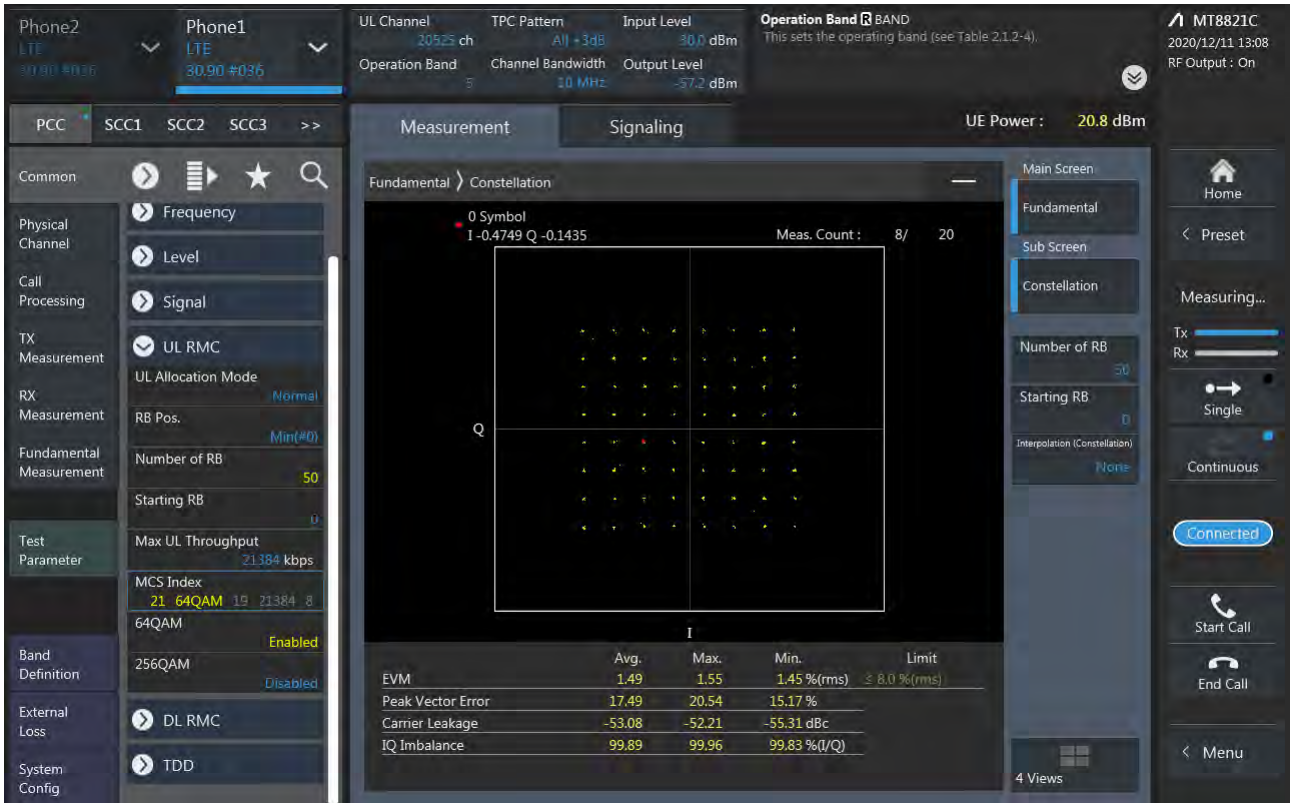 Phone2
LTE
30.90 #036
Phone1
LTE
30.90 #036
UL Channel
20525 ch
TPC Pattern
All +3dB
Input Level
30.0 dBm
Operation Band
5
Channel Bandwidth
10 MHz
Output Level
-57.2 dBm
Operation Band R BAND
This sets the operating band (see Table 2.1.2-4).
MT8821C
2020/12/11 13:08
RF Output : On
PCC SCC1 SCC2 SCC3 >>
Measurement
Signaling
UE Power : 20.8 dBm
Common
Physical
Channel
Call
Processing
TX
Measurement
RX
Measurement
Fundamental
Measurement
Test
Parameter
Band
Definition
External
Loss
System
Config
Frequency
Level
Signal
UL RMC
UL Allocation Mode
Normal
RB Pos.
Min(#0)
Number of RB
50
Starting RB
0
Max UL Throughput
21384 kbps
MCS Index
21 64QAM 19 21384 8
64QAM
Enabled
256QAM
Disabled
DL RMC
TDD
Fundamental 〉 Constellation
0 Symbol
I -0.4749 Q -0.1435
Meas. Count : 8/ 20
Q
I
Avg. Max. Min. Limit
EVM 1.49 1.55 1.45 %(rms) ≤ 8.0 %(rms)
Peak Vector Error 17.49 20.54 15.17 %
Carrier Leakage -53.08 -52.21 -55.31 dBc
IQ Imbalance 99.89 99.96 99.83 %(I/Q)
Main Screen
Fundamental
Sub Screen
Constellation
Number of RB
50
Starting RB
0
Interpolation (Constellation)
None
4 Views
Home
< Preset
Measuring...
Tx
Rx
Single
Continuous
Connected
Start Call
End Call
< Menu